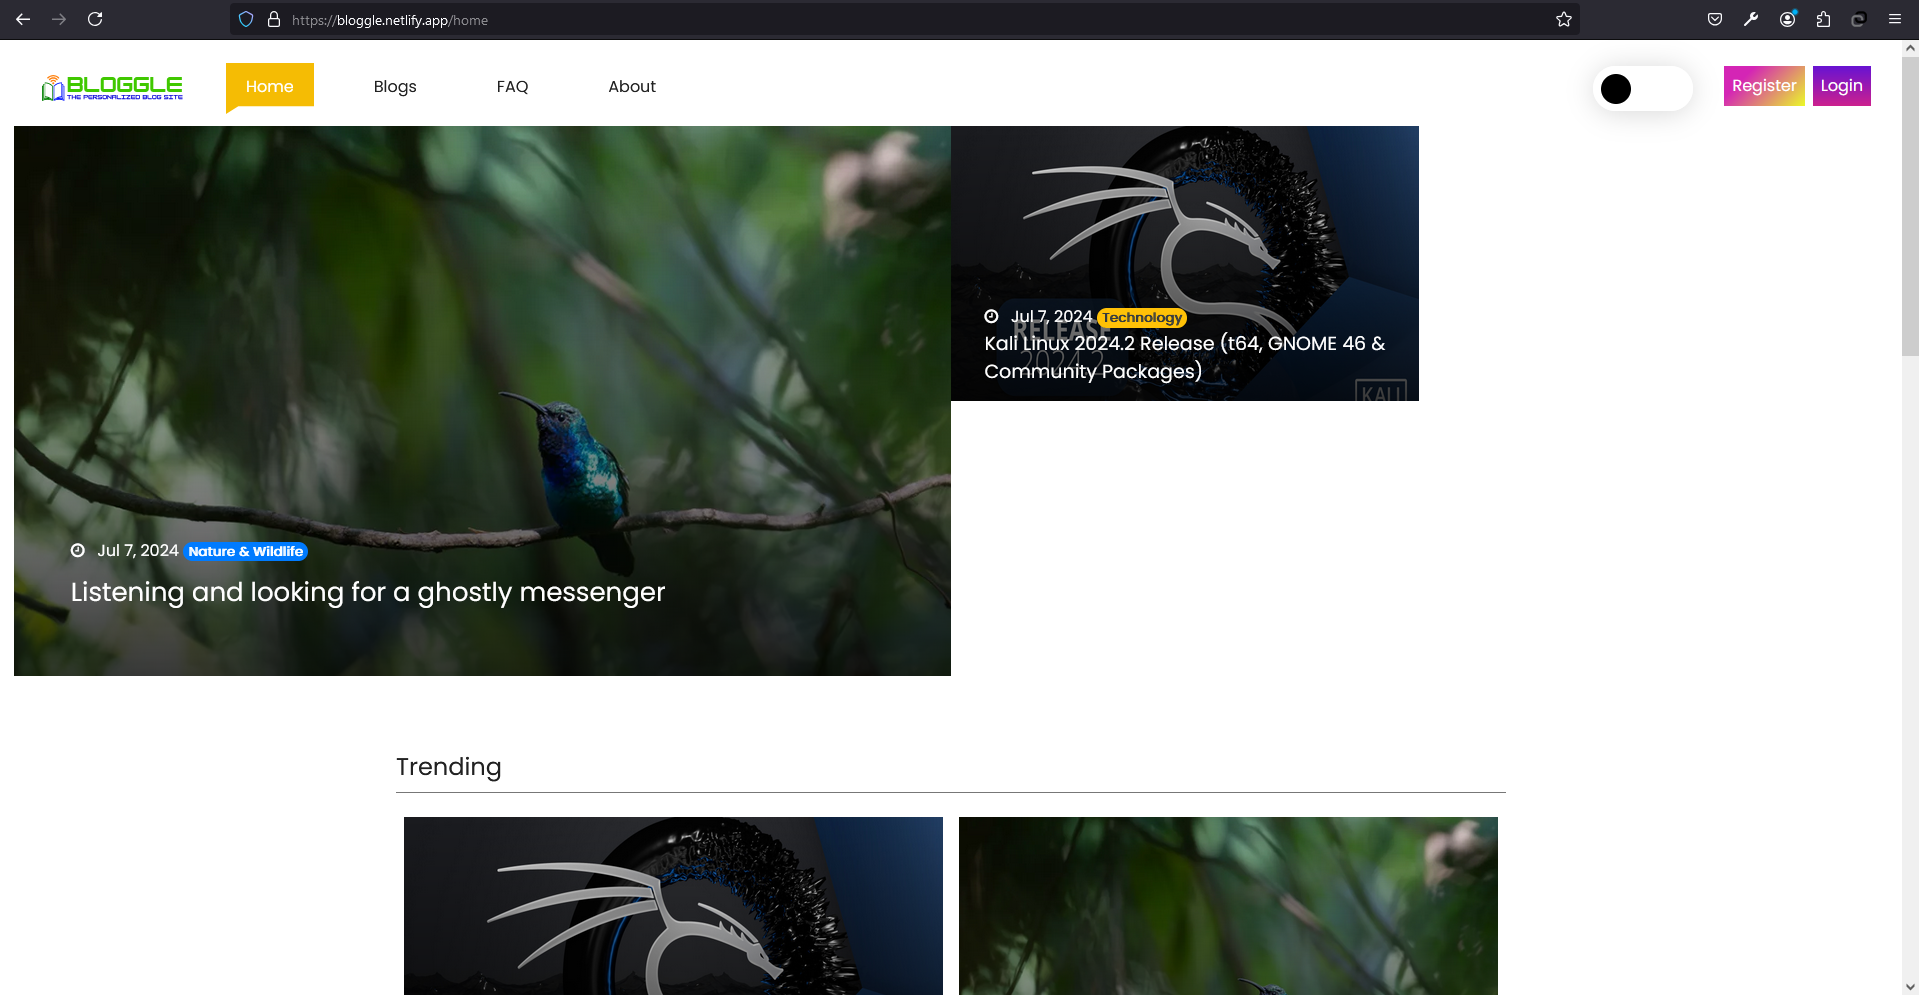 https://bloggle.netlify.app/home
BLOGGLE
THE PERSONALIZED BLOG SITE
Home
Blogs
FAQ
About
Register
Login
Jul 7, 2024 Nature & Wildlife
Listening and looking for a ghostly messenger
Jul 7, 2024 Technology
RELEASE
2024.2
Kali Linux 2024.2 Release (t64, GNOME 46 &
Community Packages)
KALI
Trending